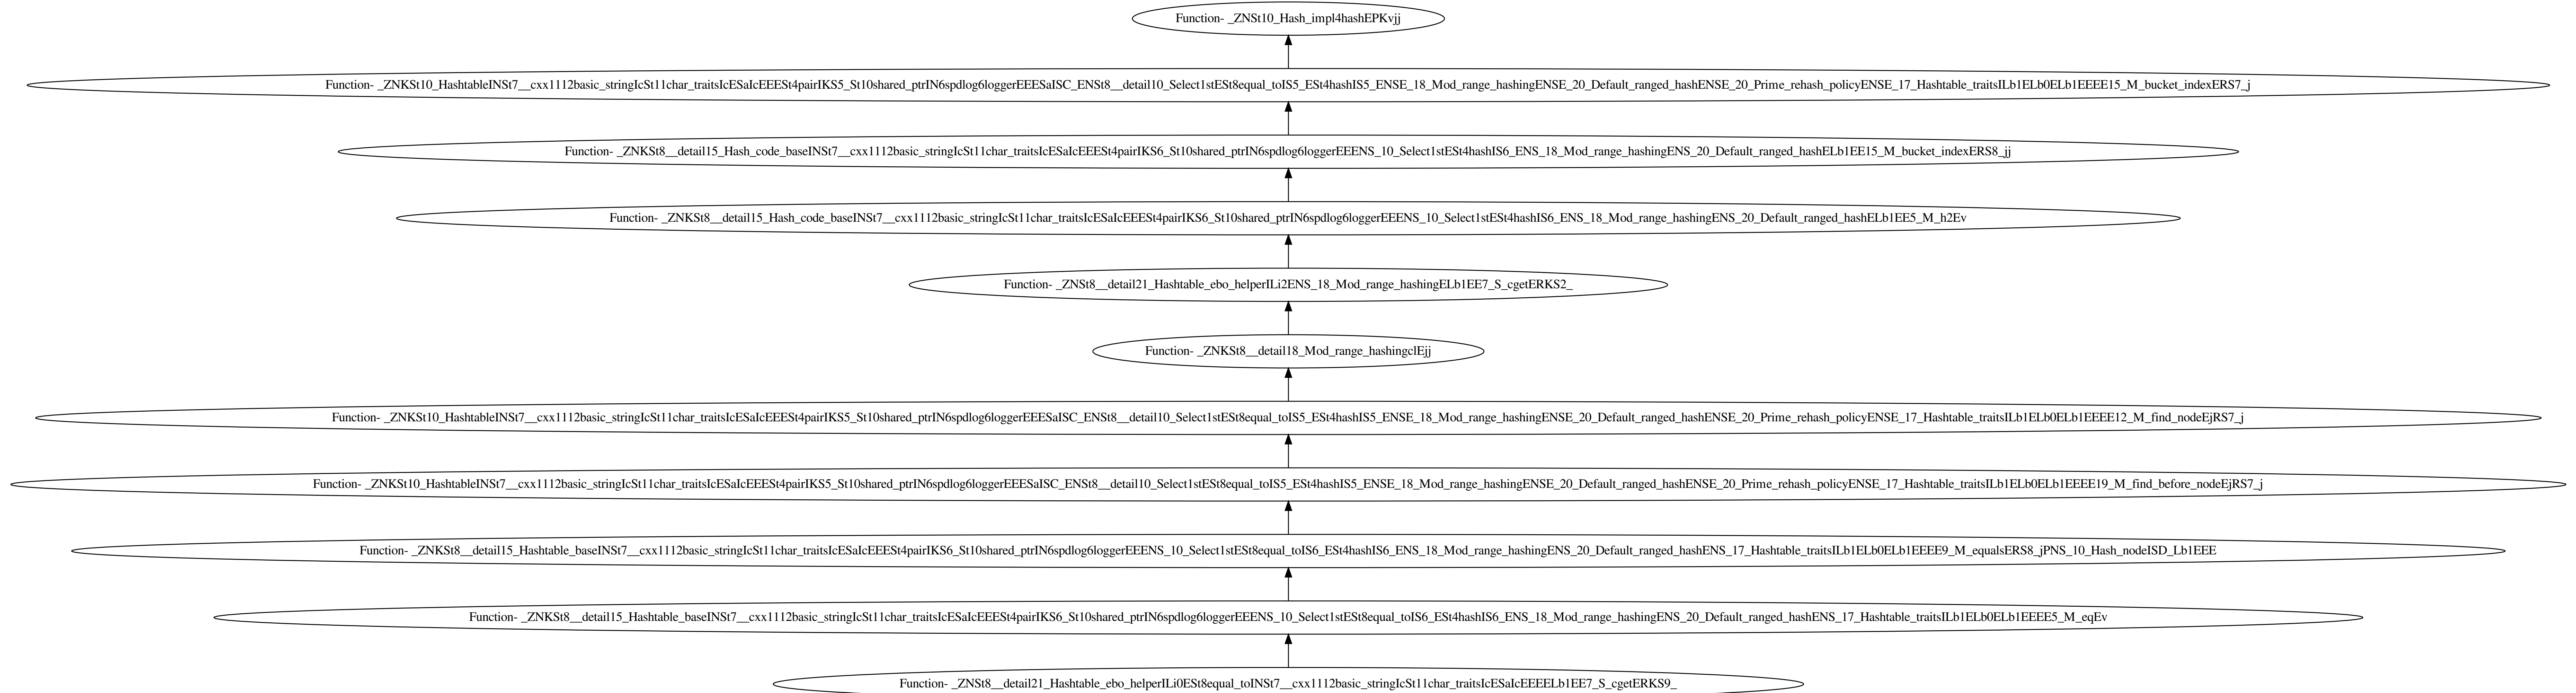 Function- _ZNSt10_Hash_impl4hashEPKvjj
Function- _ZNKSt10_HashtableINSt7__cxx1112basic_stringIcSt11char_traitsIcESaIcEEESt4pairIKS5_St10shared_ptrIN6spdlog6loggerEEESaISC_ENSt8__detail10_Select1stESt8equal_toIS5_ESt4hashIS5_ENSE_18_Mod_range_hashingENSE_20_Default_ranged_hashENSE_20_Prime_rehash_policyENSE_17_Hashtable_traitsILb1ELb0ELb1EEEE15_M_bucket_indexERS7_j
Function- _ZNKSt8__detail15_Hash_code_baseINSt7__cxx1112basic_stringIcSt11char_traitsIcESaIcEEESt4pairIKS6_St10shared_ptrIN6spdlog6loggerEEENS_10_Select1stESt4hashIS6_ENS_18_Mod_range_hashingENS_20_Default_ranged_hashELb1EE15_M_bucket_indexERS8_jj
Function- _ZNKSt8__detail15_Hash_code_baseINSt7__cxx1112basic_stringIcSt11char_traitsIcESaIcEEESt4pairIKS6_St10shared_ptrIN6spdlog6loggerEEENS_10_Select1stESt4hashIS6_ENS_18_Mod_range_hashingENS_20_Default_ranged_hashELb1EE5_M_h2Ev
Function- _ZNSt8__detail21_Hashtable_ebo_helperILi2ENS_18_Mod_range_hashingELb1EE7_S_cgetERKS2_
Function- _ZNKSt8__detail18_Mod_range_hashingclEjj
Function- _ZNKSt10_HashtableINSt7__cxx1112basic_stringIcSt11char_traitsIcESaIcEEESt4pairIKS5_St10shared_ptrIN6spdlog6loggerEEESaISC_ENSt8__detail10_Select1stESt8equal_toIS5_ESt4hashIS5_ENSE_18_Mod_range_hashingENSE_20_Default_ranged_hashENSE_20_Prime_rehash_policyENSE_17_Hashtable_traitsILb1ELb0ELb1EEEE12_M_find_nodeEjRS7_j
Function- _ZNKSt10_HashtableINSt7__cxx1112basic_stringIcSt11char_traitsIcESaIcEEESt4pairIKS5_St10shared_ptrIN6spdlog6loggerEEESaISC_ENSt8__detail10_Select1stESt8equal_toIS5_ESt4hashIS5_ENSE_18_Mod_range_hashingENSE_20_Default_ranged_hashENSE_20_Prime_rehash_policyENSE_17_Hashtable_traitsILb1ELb0ELb1EEEE19_M_find_before_nodeEjRS7_j
Function- _ZNKSt8__detail15_Hashtable_baseINSt7__cxx1112basic_stringIcSt11char_traitsIcESaIcEEESt4pairIKS6_St10shared_ptrIN6spdlog6loggerEEENS_10_Select1stESt8equal_toIS6_ESt4hashIS6_ENS_18_Mod_range_hashingENS_20_Default_ranged_hashENS_17_Hashtable_traitsILb1ELb0ELb1EEEE9_M_equalsERS8_jPNS_10_Hash_nodeISD_Lb1EEE
Function- _ZNKSt8__detail15_Hashtable_baseINSt7__cxx1112basic_stringIcSt11char_traitsIcESaIcEEESt4pairIKS6_St10shared_ptrIN6spdlog6loggerEEENS_10_Select1stESt8equal_toIS6_ESt4hashIS6_ENS_18_Mod_range_hashingENS_20_Default_ranged_hashENS_17_Hashtable_traitsILb1ELb0ELb1EEEE5_M_eqEv
Function- _ZNSt8__detail21_Hashtable_ebo_helperILi0ESt8equal_toINSt7__cxx1112basic_stringIcSt11char_traitsIcESaIcEEEELb1EE7_S_cgetERKS9_